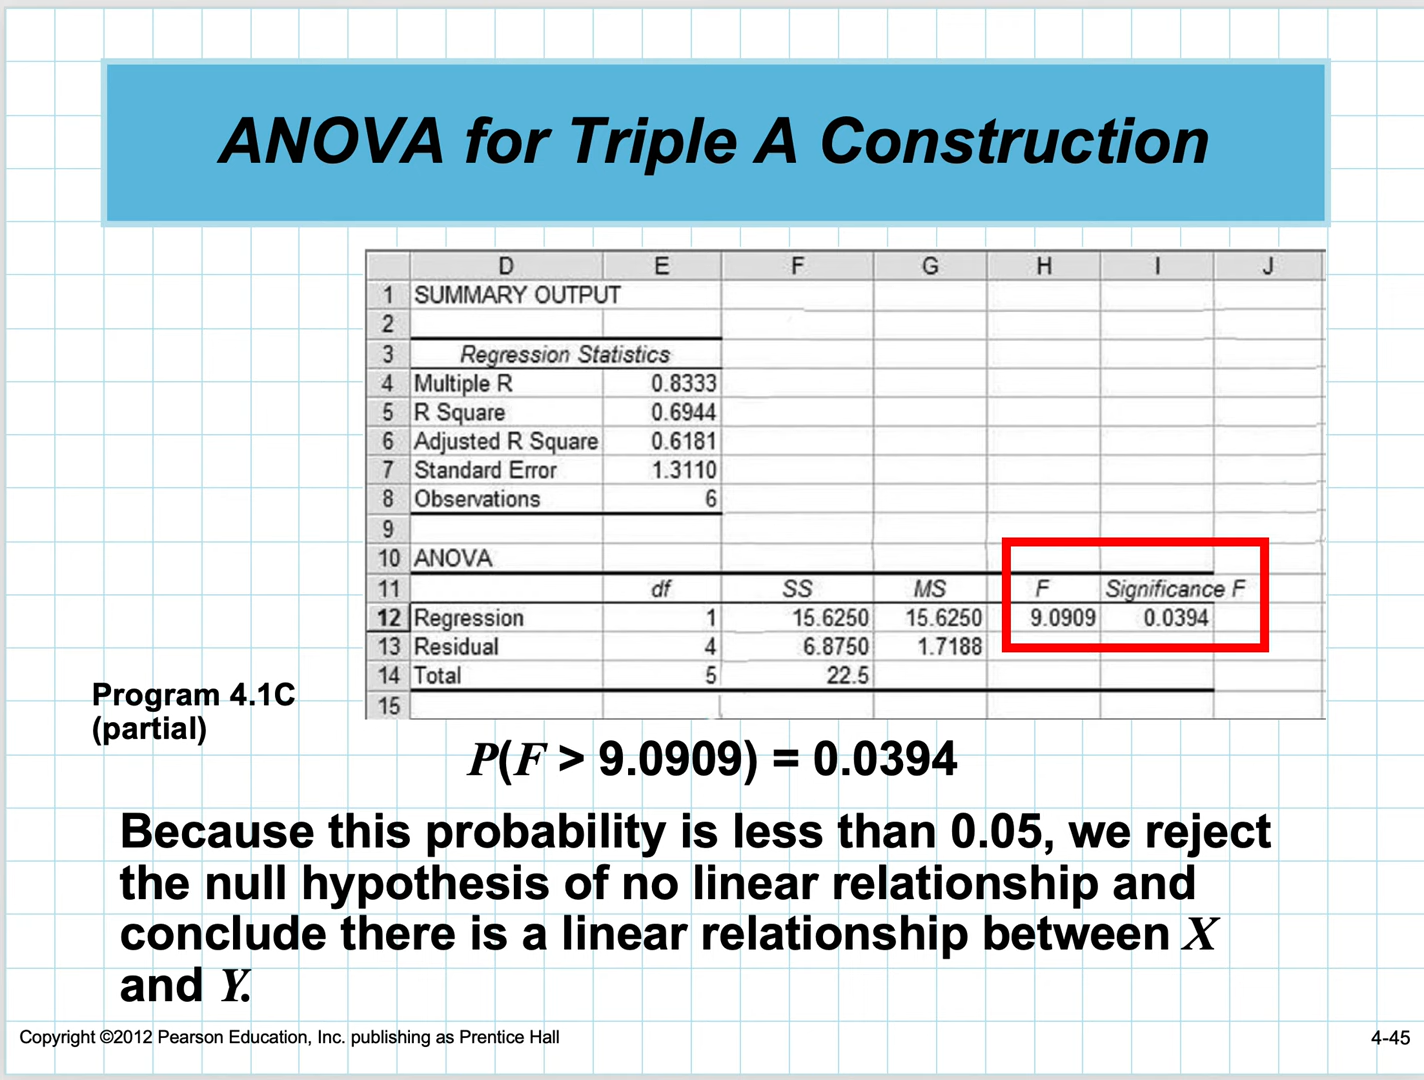 ANOVA for Triple A Construction
D E F G H I J
1 SUMMARY OUTPUT
2
3 Regression Statistics
4 Multiple R 0.8333
5 R Square 0.6944
6 Adjusted R Square 0.6181
7 Standard Error 1.3110
8 Observations 6
9
10 ANOVA
11 df SS MS F Significance F
12 Regression 1 15.6250 15.6250 9.0909 0.0394
13 Residual 4 6.8750 1.7188
14 Total 5 22.5
15
Program 4.1C
(partial)
P(F > 9.0909) = 0.0394
Because this probability is less than 0.05, we reject
the null hypothesis of no linear relationship and
conclude there is a linear relationship between X
and Y.
Copyright ©2012 Pearson Education, Inc. publishing as Prentice Hall
4-45